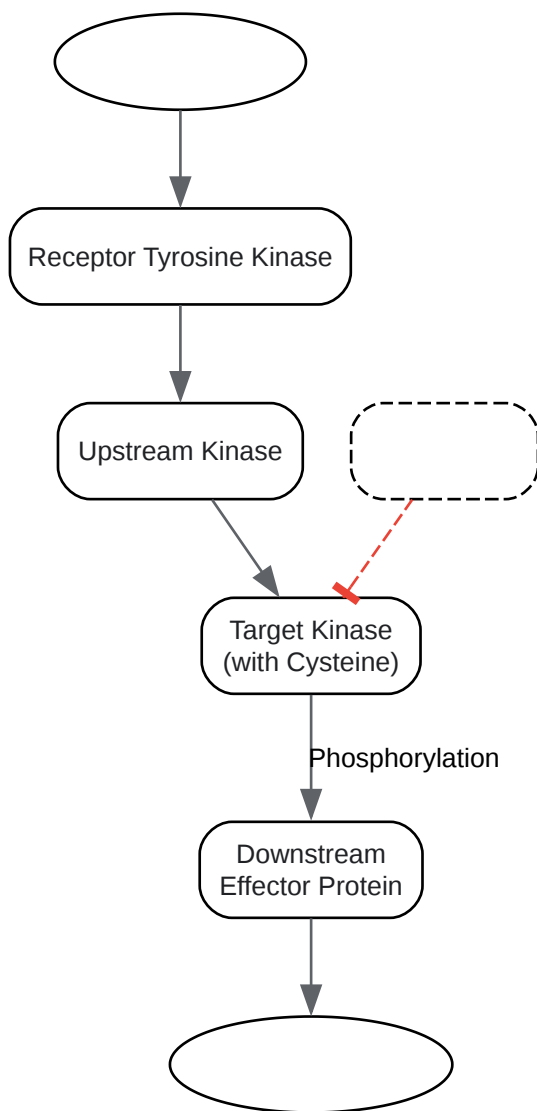 Receptor Tyrosine Kinase
Upstream Kinase
Target Kinase
(with Cysteine)
Phosphorylation
Downstream
Effector Protein